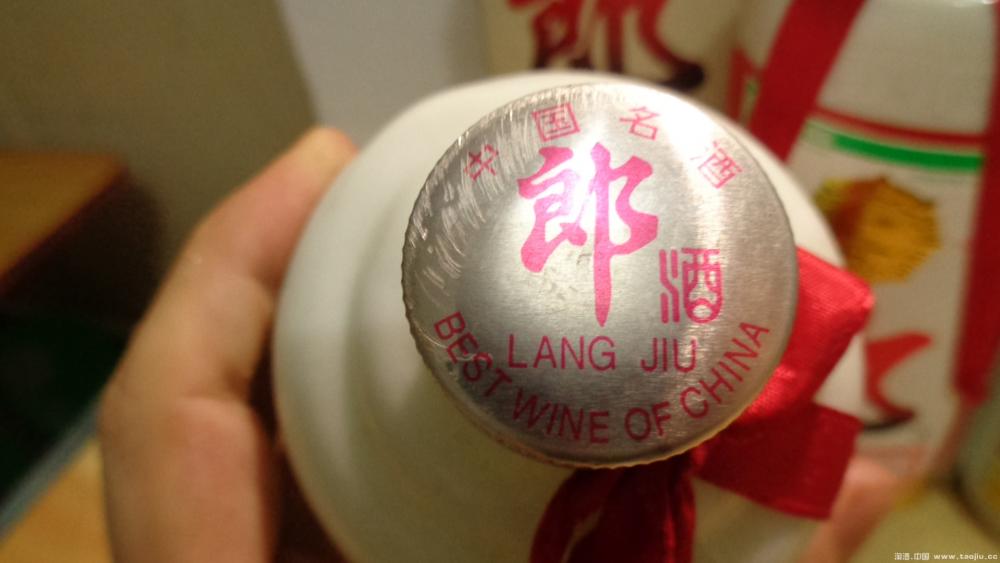 中国名酒
郎
酒
LANG JIU
BEST WINE OF CHINA
郎
淘酒.中国 www.taojiu.cc